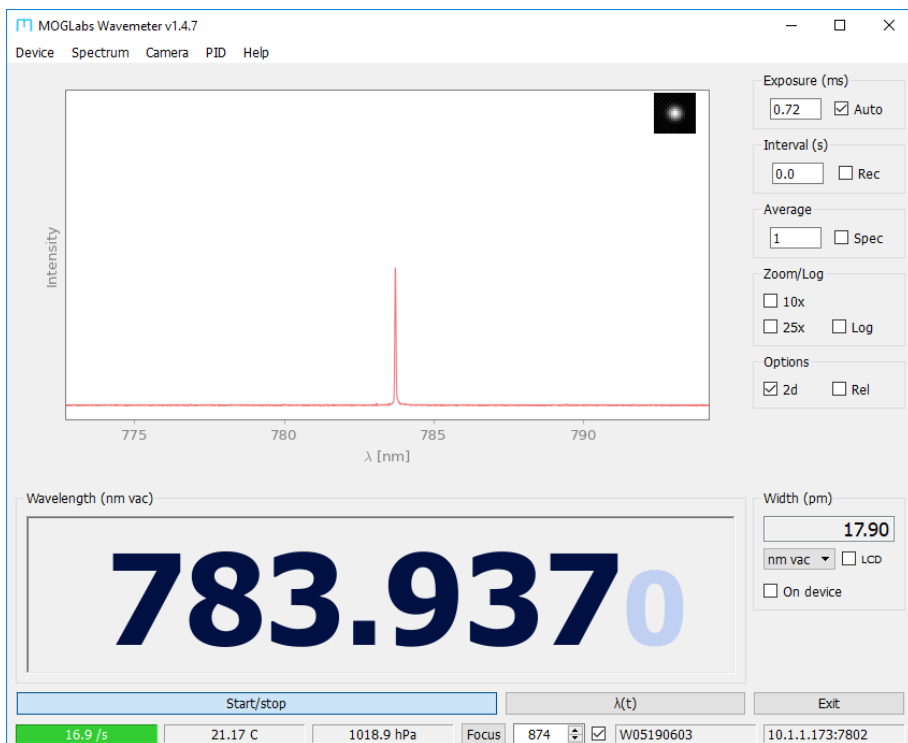 MOGLabs Wavemeter v1.4.7
Device Spectrum Camera PID Help
Intensity
775 780 785 790
λ [nm]
Exposure (ms)
0.72 Auto
Interval (s)
0.0 Rec
Average
1 Spec
Zoom/Log
10x
25x Log
Options
2d Rel
Wavelength (nm vac)
783.9370
Width (pm)
17.90
nm vac LCD
On device
Start/stop λ(t) Exit
16.9 /s 21.17 C 1018.9 hPa Focus 874 W05190603 10.1.1.173:7802